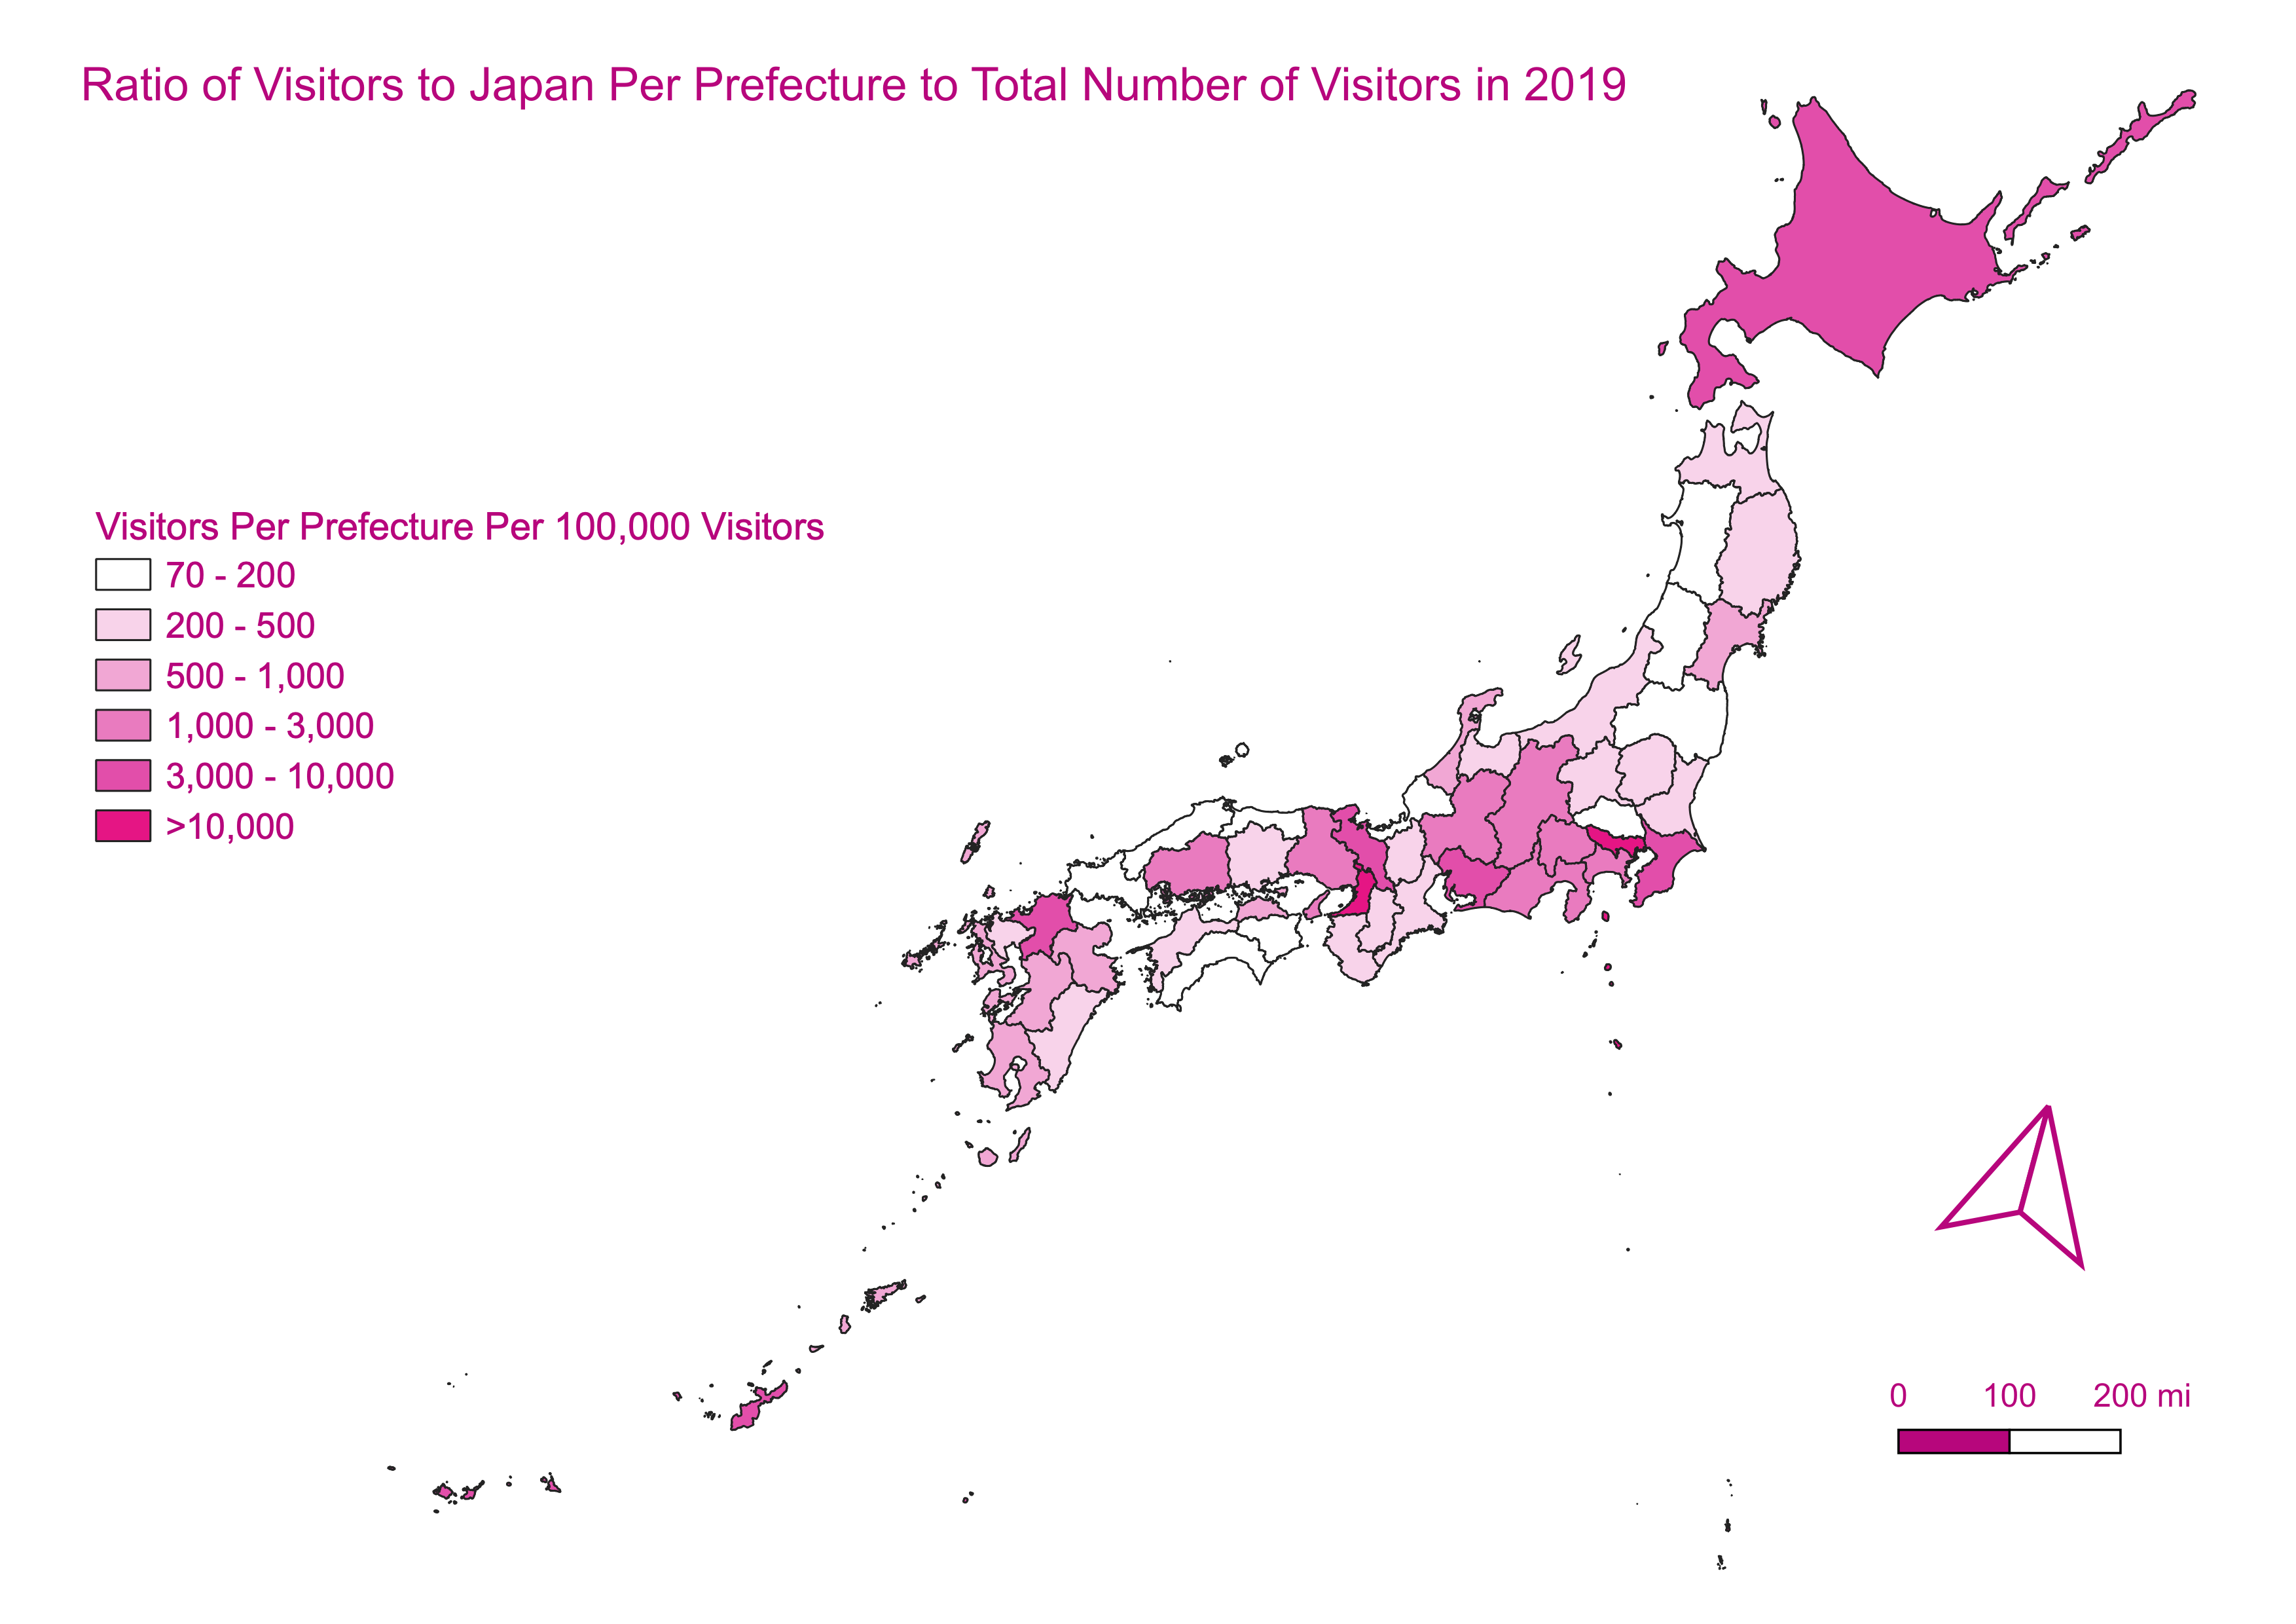 Ratio of Visitors to Japan Per Prefecture to Total Number of Visitors in 2019
Visitors Per Prefecture Per 100,000 Visitors
70 - 200
200 - 500
500 - 1,000
1,000 - 3,000
3,000 - 10,000
>10,000
0 100 200 mi